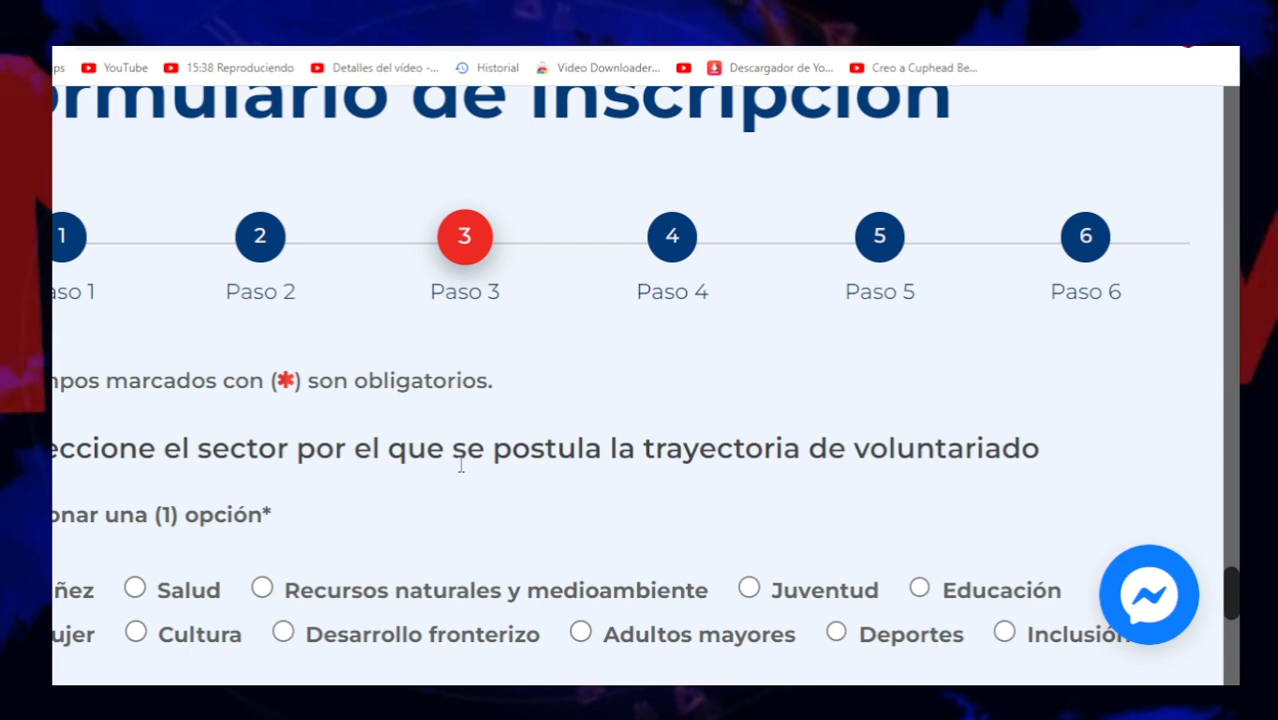 ps YouTube 15:38 Reproduciendo Detalles del vídeo -... Historial Video Downloader... Descargador de Yo... Creo a Cuphead Be...
ormulario de inscripción
1 2 3 4 5 6
aso 1 Paso 2 Paso 3 Paso 4 Paso 5 Paso 6
mpos marcados con (*) son obligatorios.
eccione el sector por el que se postula la trayectoria de voluntariado
onar una (1) opción*
ñez Salud Recursos naturales y medioambiente Juventud Educación
ujer Cultura Desarrollo fronterizo Adultos mayores Deportes Inclusión